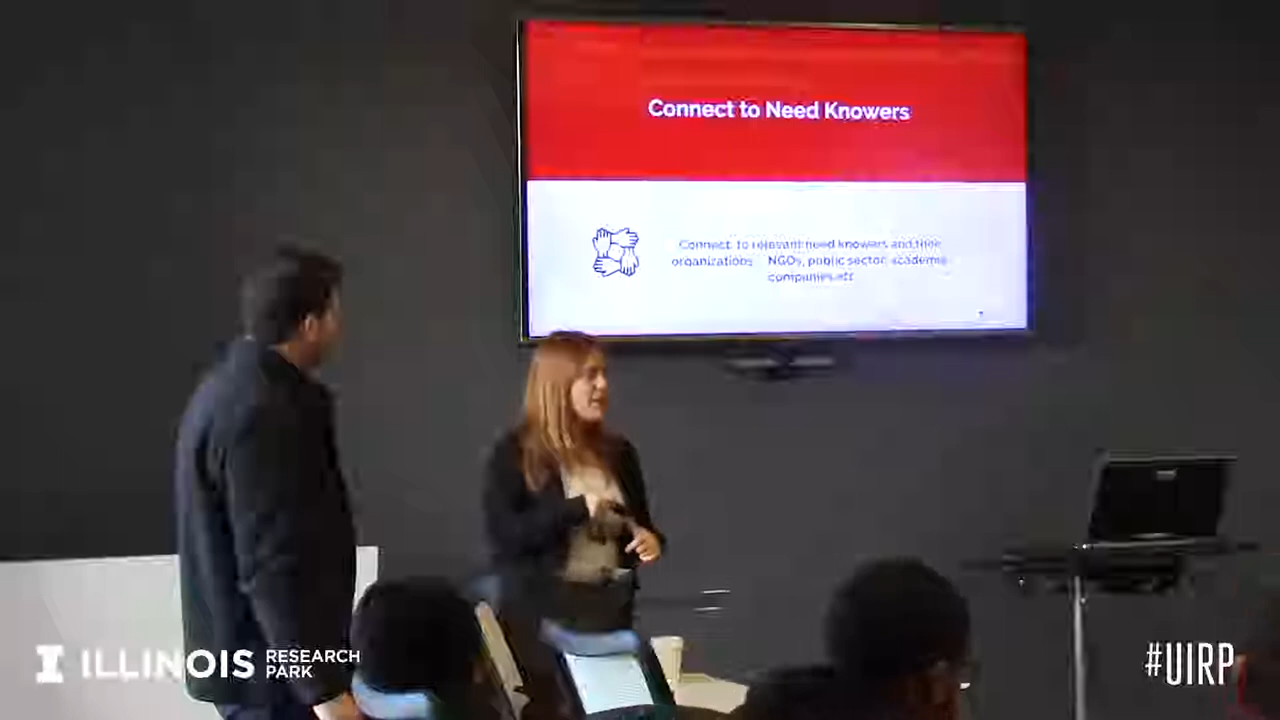 Connect to Need Knowers
Connect to relevant need knowers and their
organizations NGOs, public sector, academia,
companies etc
ILLINOIS RESEARCH
PARK
#UIRP